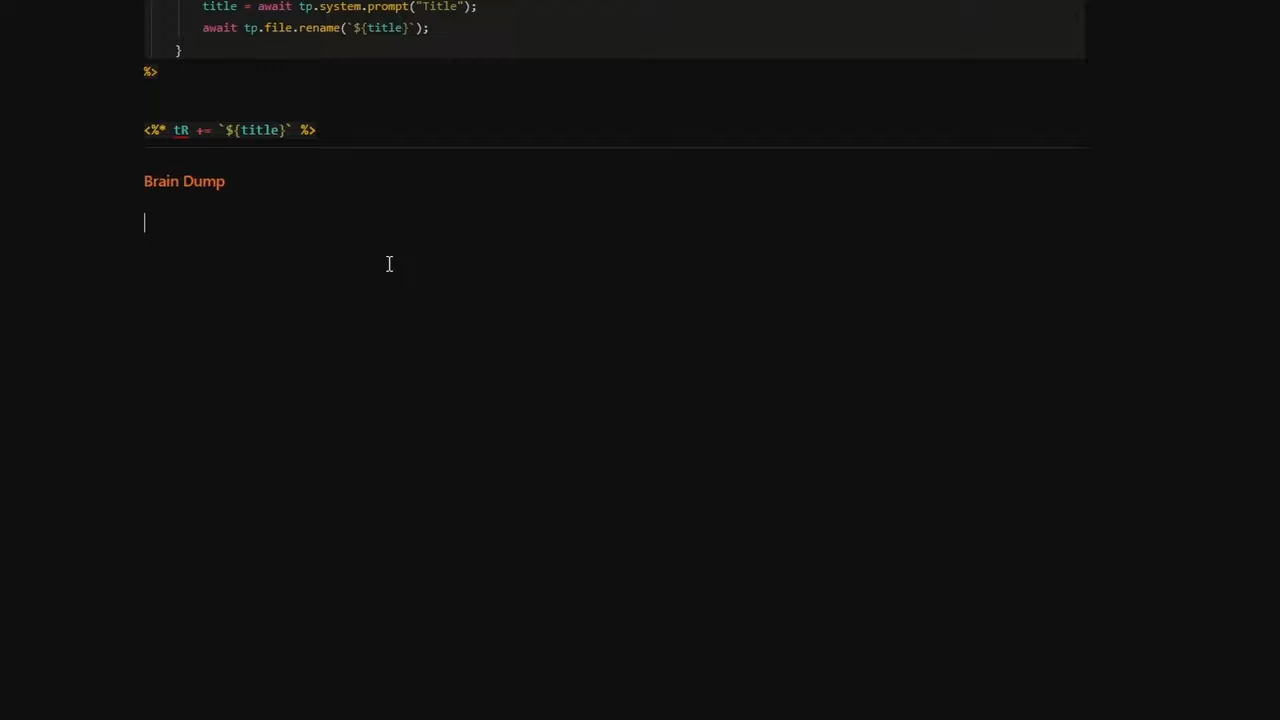 title = await tp.system.prompt("Title");
await tp.file.rename(`${title}`);
}
%>
<%* tR += `${title}` %>
Brain Dump